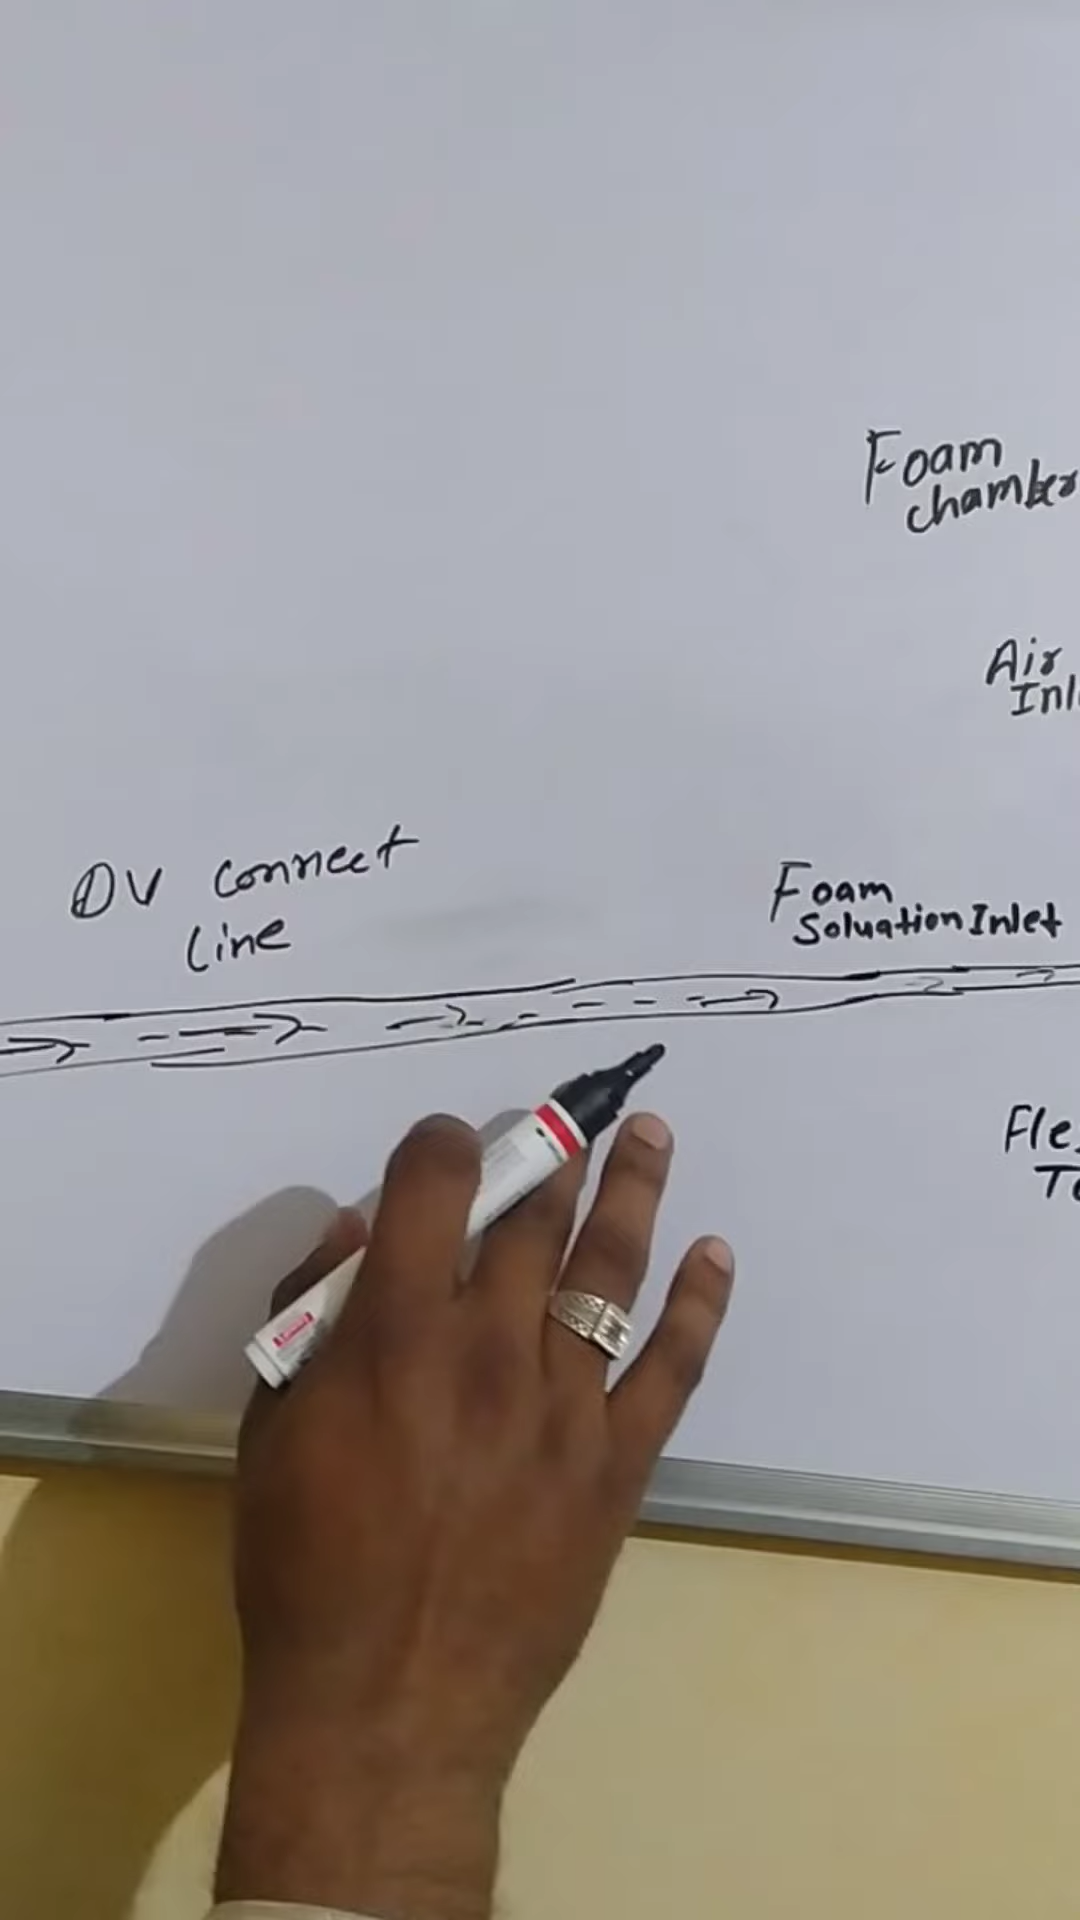 Foam
chamber
Air
DV connect
Line
Foam
Soluation Inlet